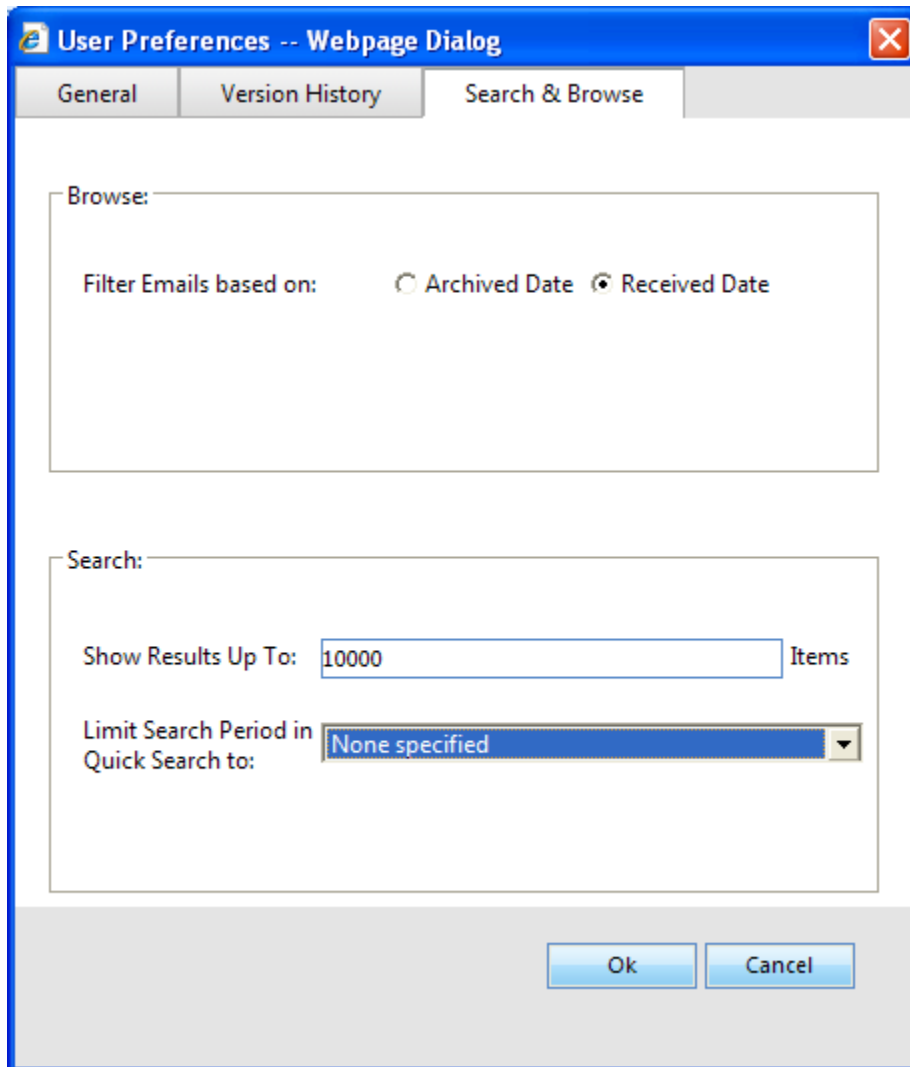 User Preferences -- Webpage Dialog
General Version History Search & Browse
Browse:
Filter Emails based on: Archived Date Received Date
Search:
Show Results Up To: 10000 Items
Limit Search Period in
Quick Search to:
None specified
Ok Cancel